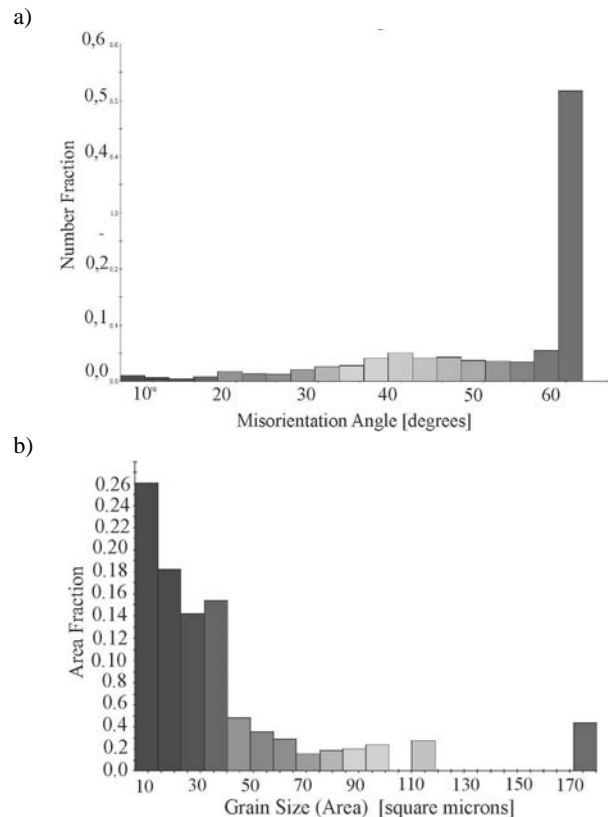 a)
Number Fraction
0,6
0,5
0,4
0,2
0,1
0,0
10° 20 30 40 50 60
Misorientation Angle [degrees]
b)
Area Fraction
0.26
0.24
0.22
0.20
0.18
0.16
0.14
0.12
0.10
0.8
0.6
0.4
0.2
0.0
10 30 50 70 90 110 130 150 170
Grain Size (Area) [square microns]